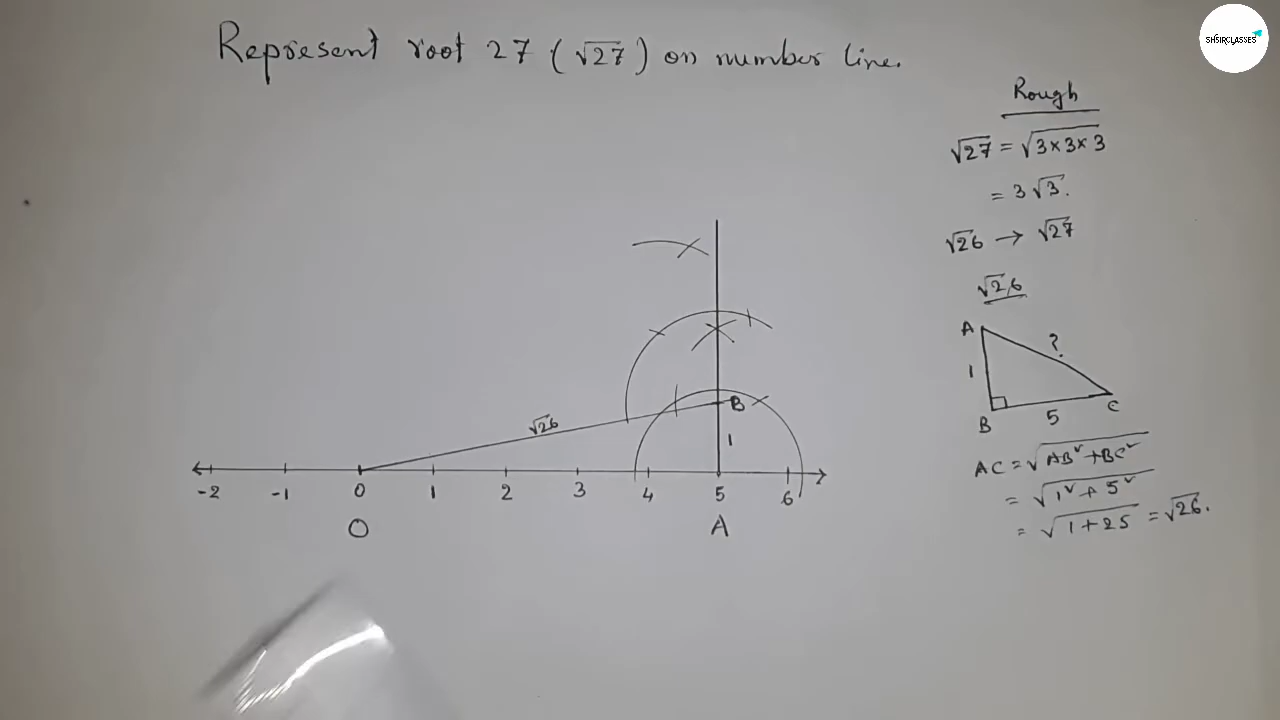 Represent root 27 (√27) on number line.
SHSIRCLASSES
Rough
√27 = √3×3×3
= 3√3.
√26 → √27
√26
A
?
1
B
5
C
AC = √AB²+BC²
= √1²+5²
= √1+25 = √26.
√26
B
1
-2 -1 0 1 2 3 4 5 6
O A